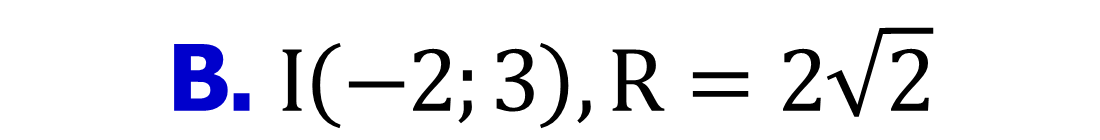 B. I(−2; 3), R = 2√2